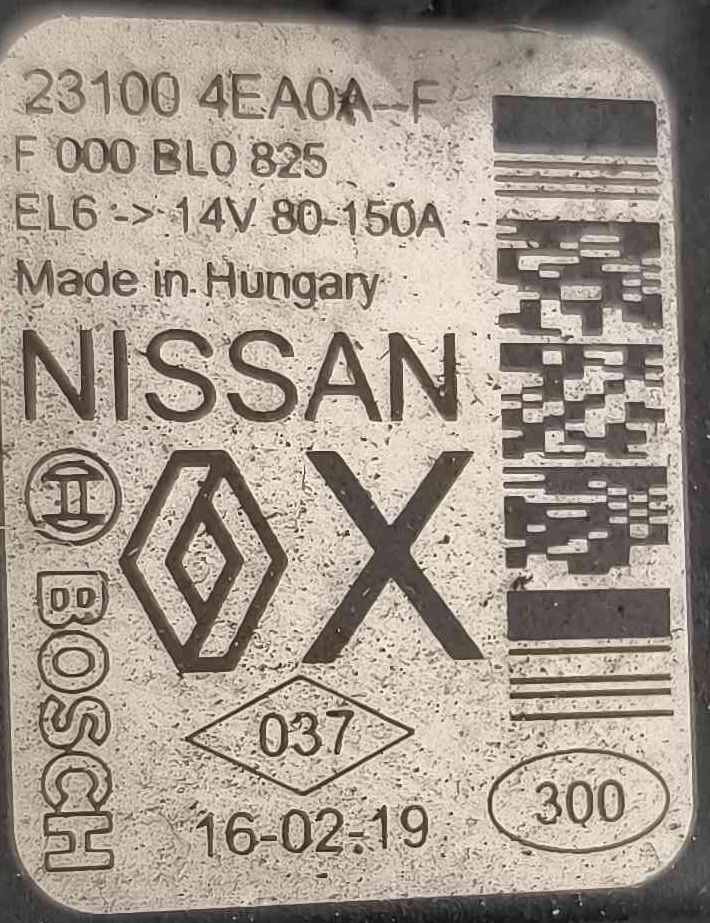 23100 4EA0A--F
F 000 BL0 825
EL6 -> 14V 80-150A
Made in Hungary
NISSAN
BOSCH
X
037
16-02-19
300